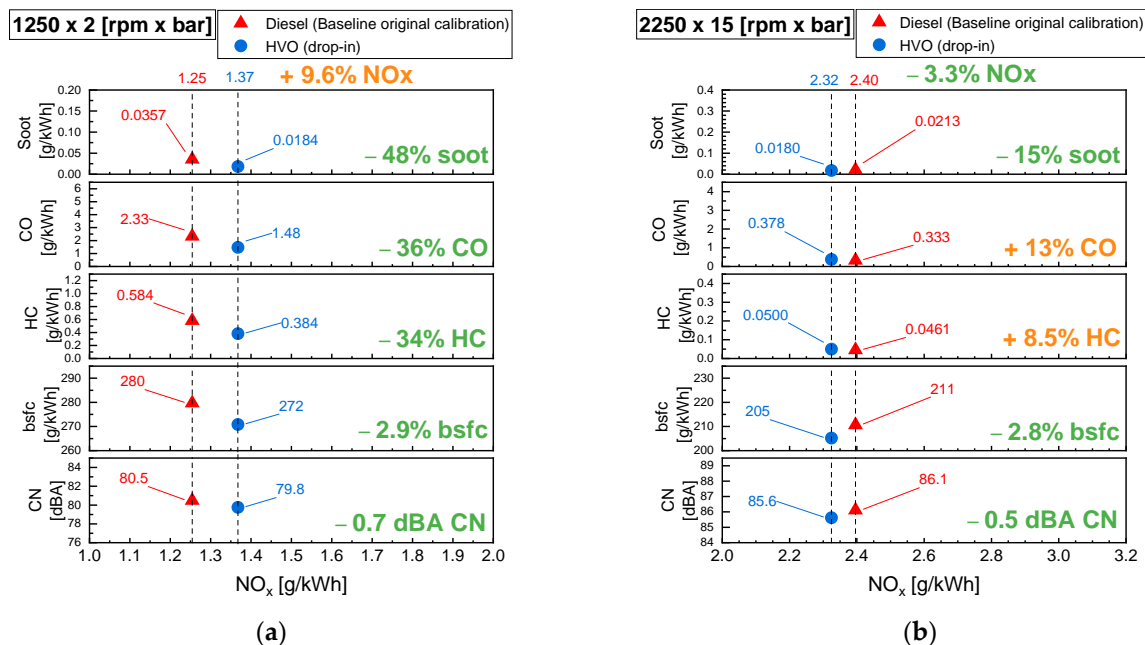 1250 x 2 [rpm x bar]
Diesel (Baseline original calibration)
HVO (drop-in)
1.25
1.37
+ 9.6% NOx
0.20
0.15
0.10
0.05
0.00
Soot
[g/kWh]
0.0357
0.0184
– 48% soot
6
5
4
3
2
1
0
CO
[g/kWh]
2.33
1.48
– 36% CO
1.2
1.0
0.8
0.6
0.4
0.2
0.0
HC
[g/kWh]
0.584
0.384
– 34% HC
290
280
270
260
bsfc
[g/kWh]
280
272
– 2.9% bsfc
84
82
80
78
76
CN
[dBA]
80.5
79.8
– 0.7 dBA CN
1.0 1.1 1.2 1.3 1.4 1.5 1.6 1.7 1.8 1.9 2.0
NOx [g/kWh]
(a)
2250 x 15 [rpm x bar]
Diesel (Baseline original calibration)
HVO (drop-in)
2.32
2.40
– 3.3% NOx
0.4
0.3
0.2
0.1
0.0
Soot
[g/kWh]
0.0180
0.0213
– 15% soot
4
3
2
1
0
CO
[g/kWh]
0.378
0.333
+ 13% CO
0.4
0.3
0.2
0.1
0.0
HC
[g/kWh]
0.0500
0.0461
+ 8.5% HC
230
220
210
200
bsfc
[g/kWh]
205
211
– 2.8% bsfc
89
88
87
86
85
84
CN
[dBA]
85.6
86.1
– 0.5 dBA CN
2.0 2.2 2.4 2.6 2.8 3.0 3.2
NOx [g/kWh]
(b)